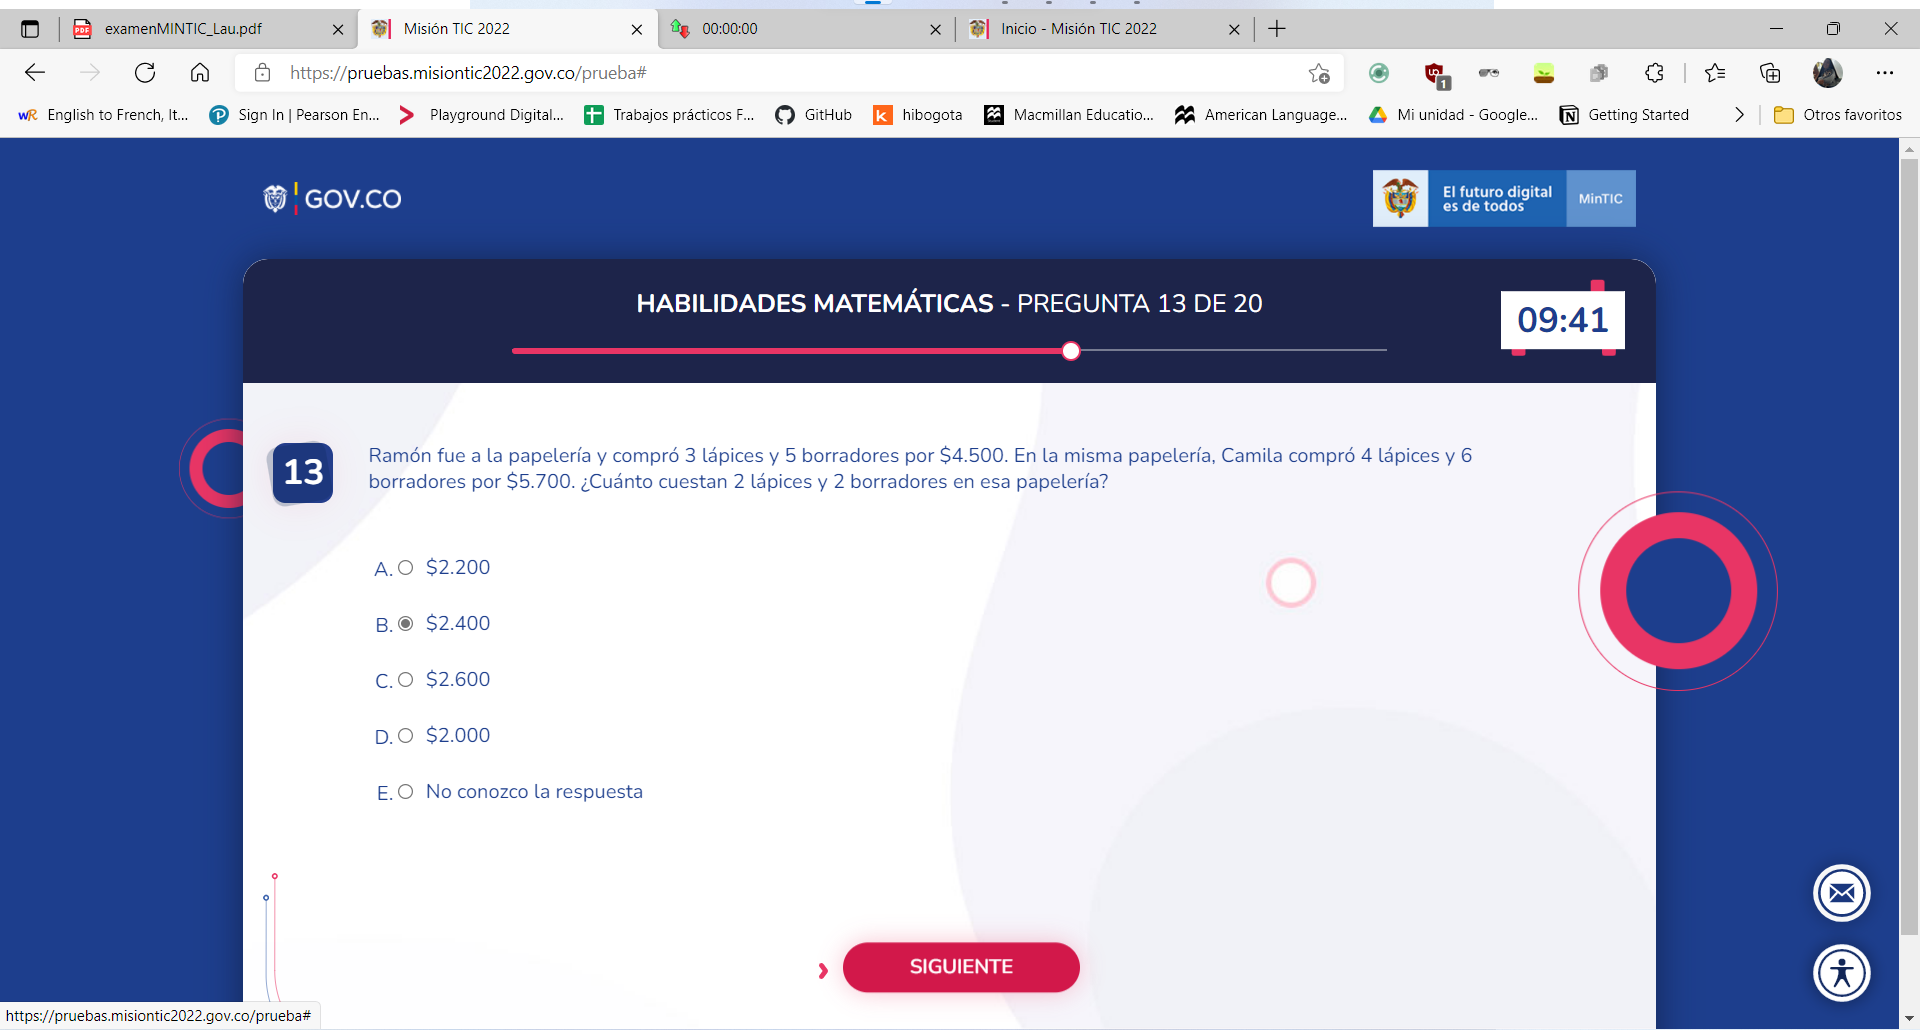 examenMINTIC_Lau.pdf
Misión TIC 2022
00:00:00
Inicio - Misión TIC 2022
https://pruebas.misiontic2022.gov.co/prueba#
1
English to French, It...
Sign In | Pearson En...
Playground Digital...
Trabajos prácticos F...
GitHub
hibogota
Macmillan Educatio...
American Language...
Mi unidad - Google...
Getting Started
Otros favoritos
GOV.CO
El futuro digital
es de todos
MinTIC
HABILIDADES MATEMÁTICAS - PREGUNTA 13 DE 20
09:41
13
Ramón fue a la papelería y compró 3 lápices y 5 borradores por $4.500. En la misma papelería, Camila compró 4 lápices y 6
borradores por $5.700. ¿Cuánto cuestan 2 lápices y 2 borradores en esa papelería?
A. $2.200
B. $2.400
C. $2.600
D. $2.000
E. No conozco la respuesta
SIGUIENTE
https://pruebas.misiontic2022.gov.co/prueba#